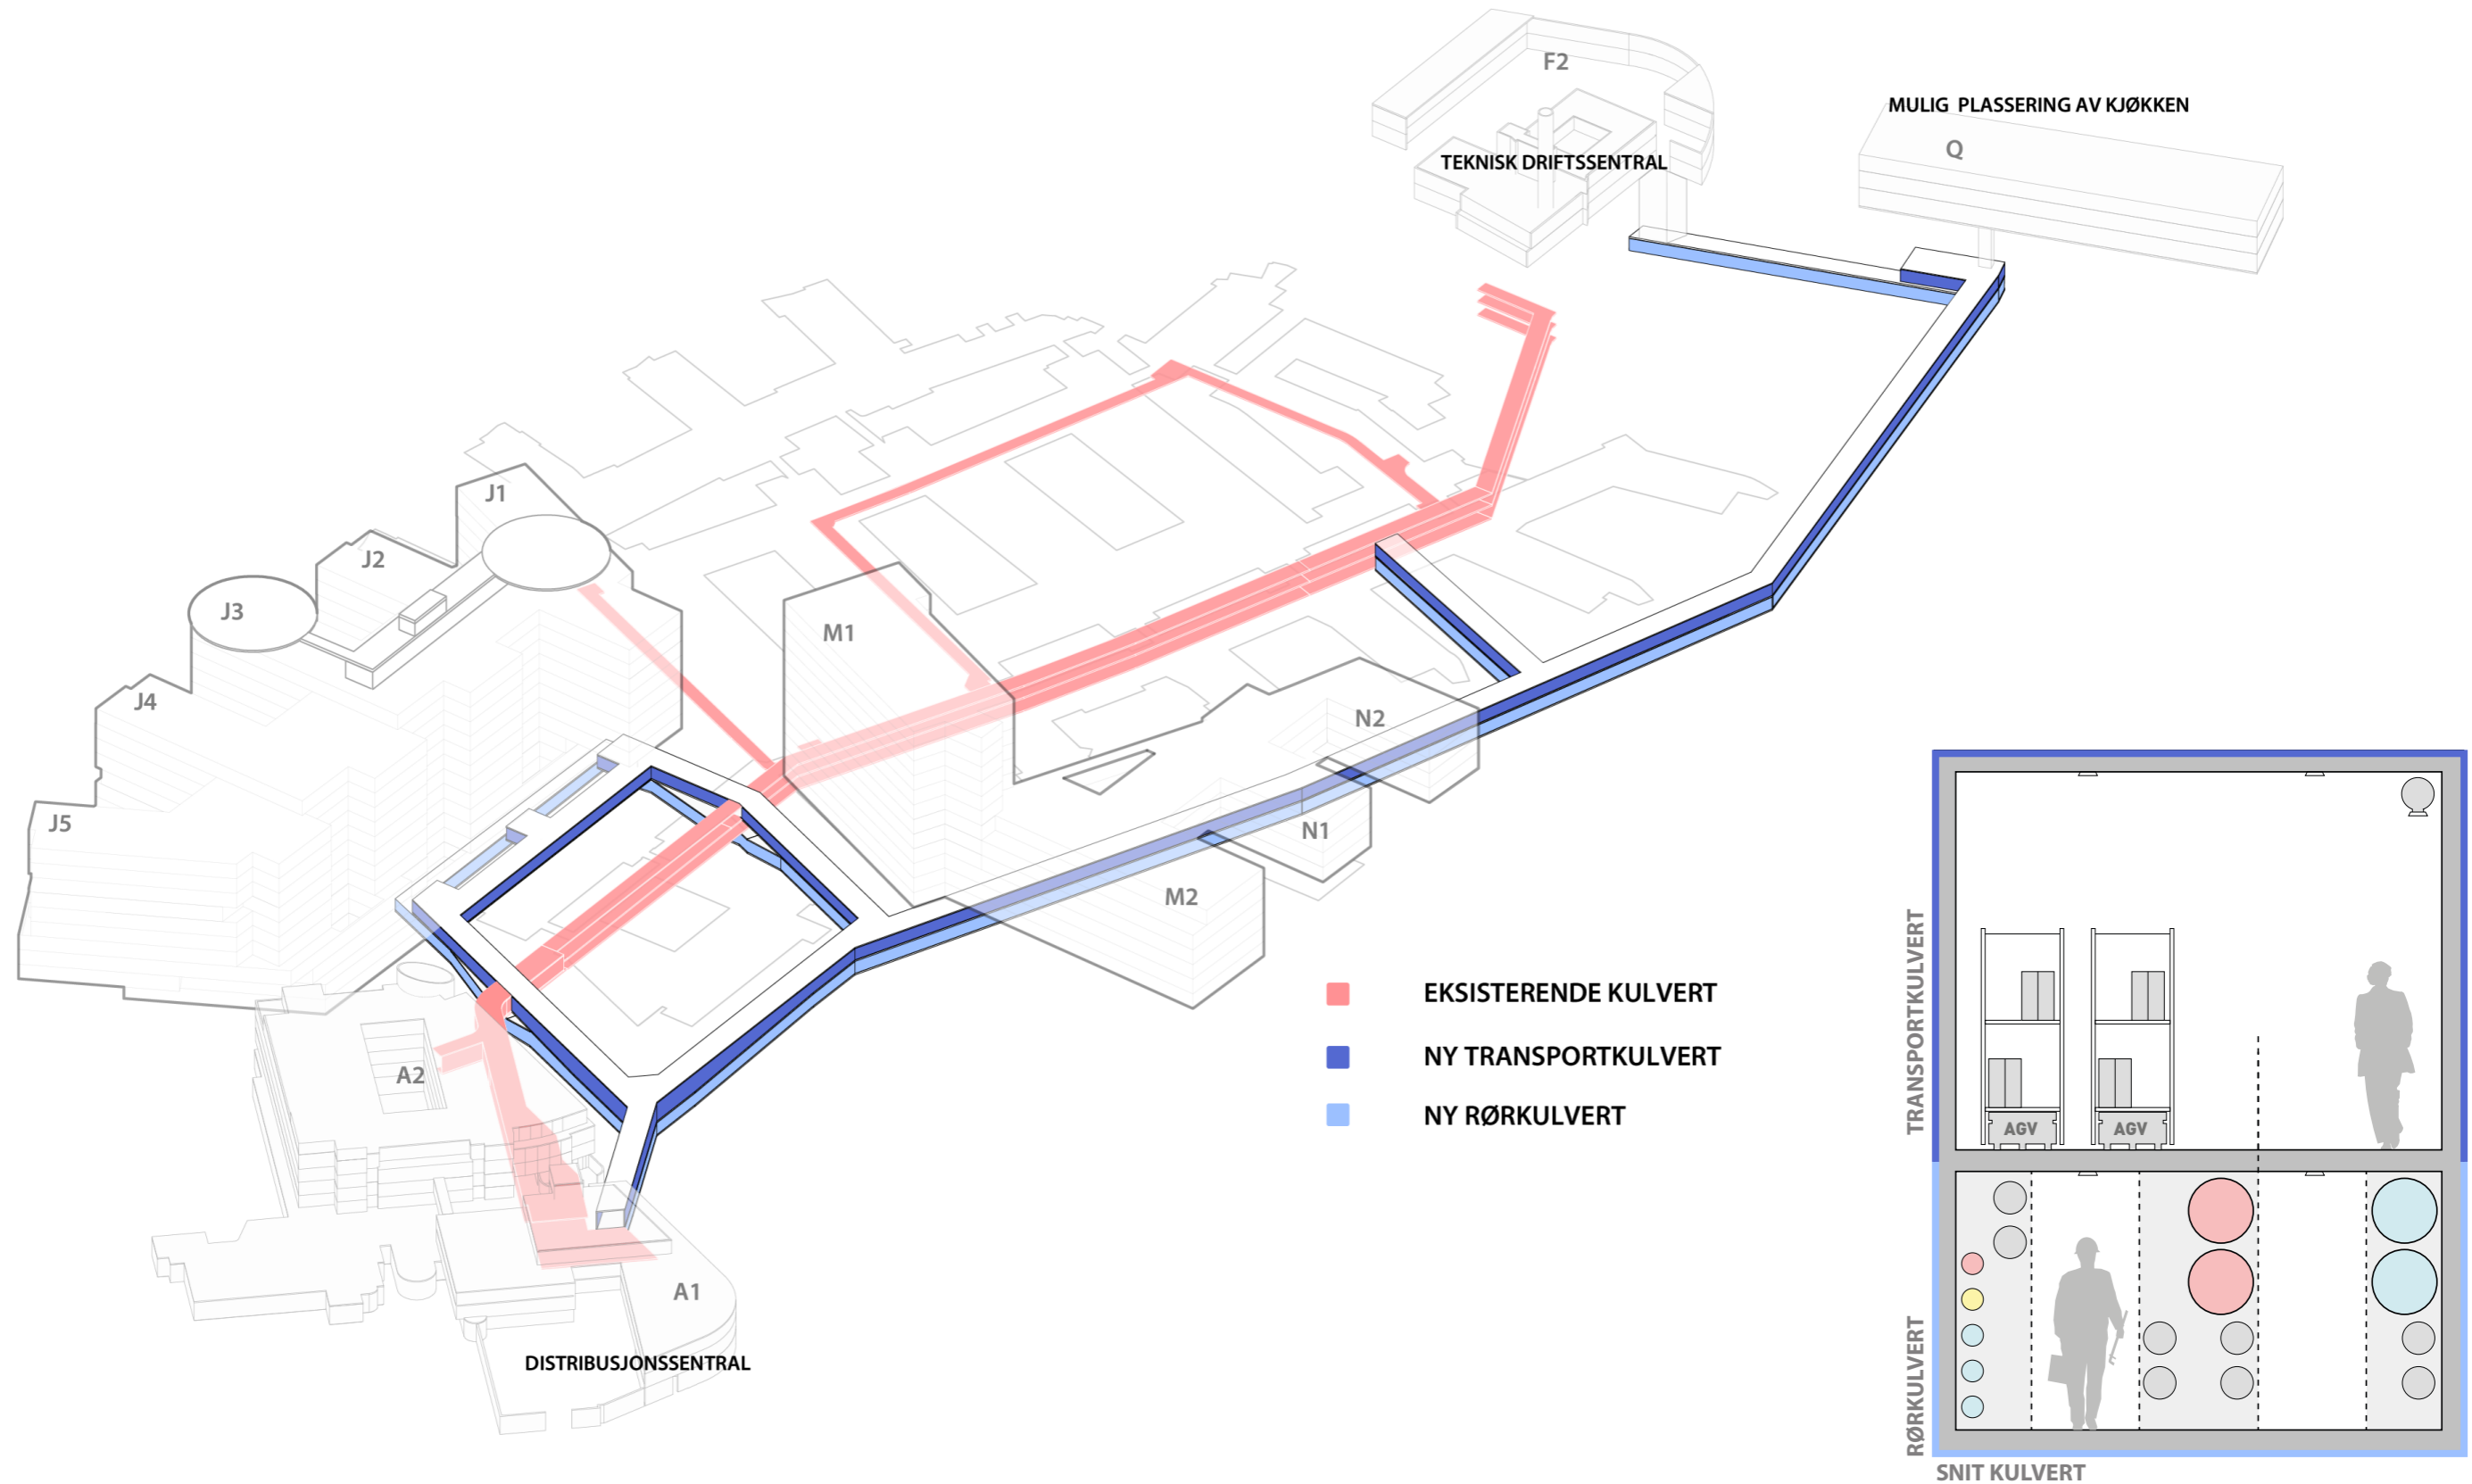 F2
MULIG PLASSERING AV KJØKKEN
Q
TEKNISK DRIFTSSENTRAL
J1
J2
J3
M1
J4
N2
J5
N1
M2
A2
A1
DISTRIBUSJONSSENTRAL
EKSISTERENDE KULVERT
NY TRANSPORTKULVERT
NY RØRKULVERT
TRANSPORTKULVERT
AGV
AGV
RØRKULVERT
SNIT KULVERT